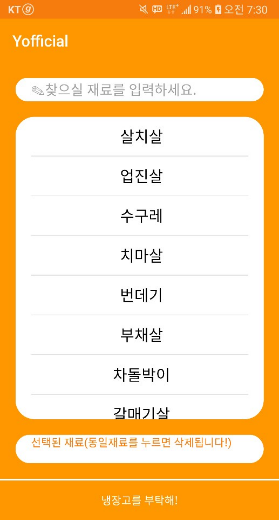 KT 91% 오전 7:30
Yofficial
찾으실 재료를 입력하세요.
살치살
업진살
수구레
치마살
번데기
부채살
차돌박이
갈매기살
선택된 재료(동일재료를 누르면 삭제됩니다!)
냉장고를 부탁해!